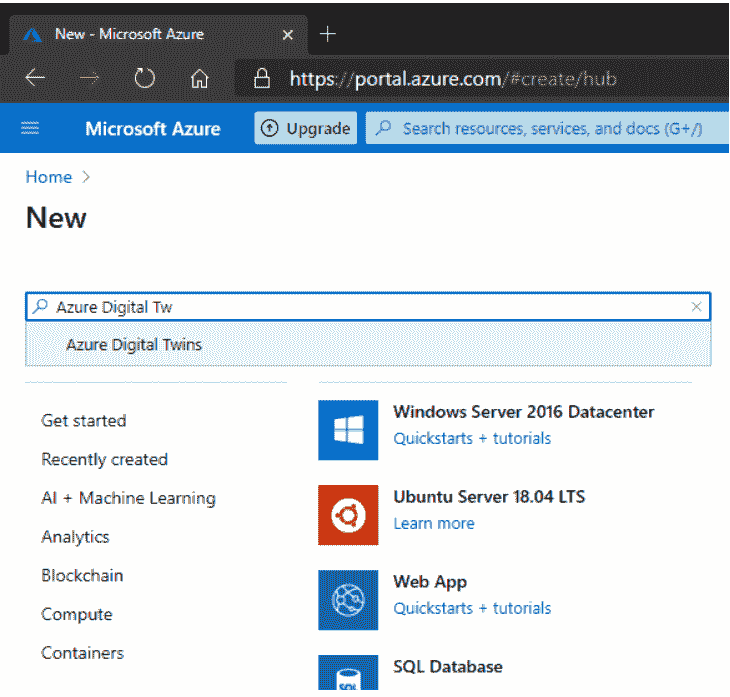 New - Microsoft Azure
https://portal.azure.com/#create/hub
Microsoft Azure
Upgrade
Search resources, services, and docs (G+/)
Home >
New
Azure Digital Tw
Azure Digital Twins
Get started
Recently created
AI + Machine Learning
Analytics
Blockchain
Compute
Containers
Windows Server 2016 Datacenter
Quickstarts + tutorials
Ubuntu Server 18.04 LTS
Learn more
Web App
Quickstarts + tutorials
SQL Database
SQL